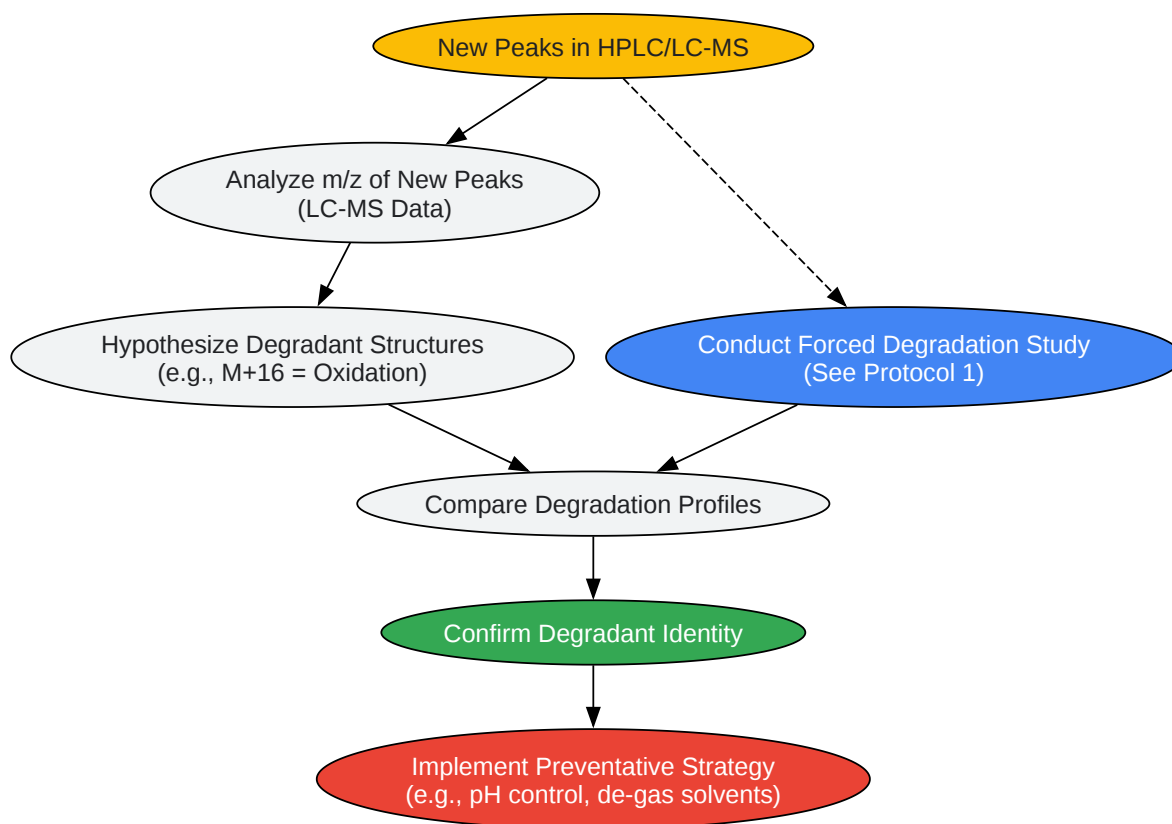 New Peaks in HPLC/LC-MS
Analyze m/z of New Peaks
(LC-MS Data)
Hypothesize Degradant Structures
(e.g., M+16 = Oxidation)
Conduct Forced Degradation Study
(See Protocol 1)
Compare Degradation Profiles
Confirm Degradant Identity
Implement Preventative Strategy
(e.g., pH control, de-gas solvents)